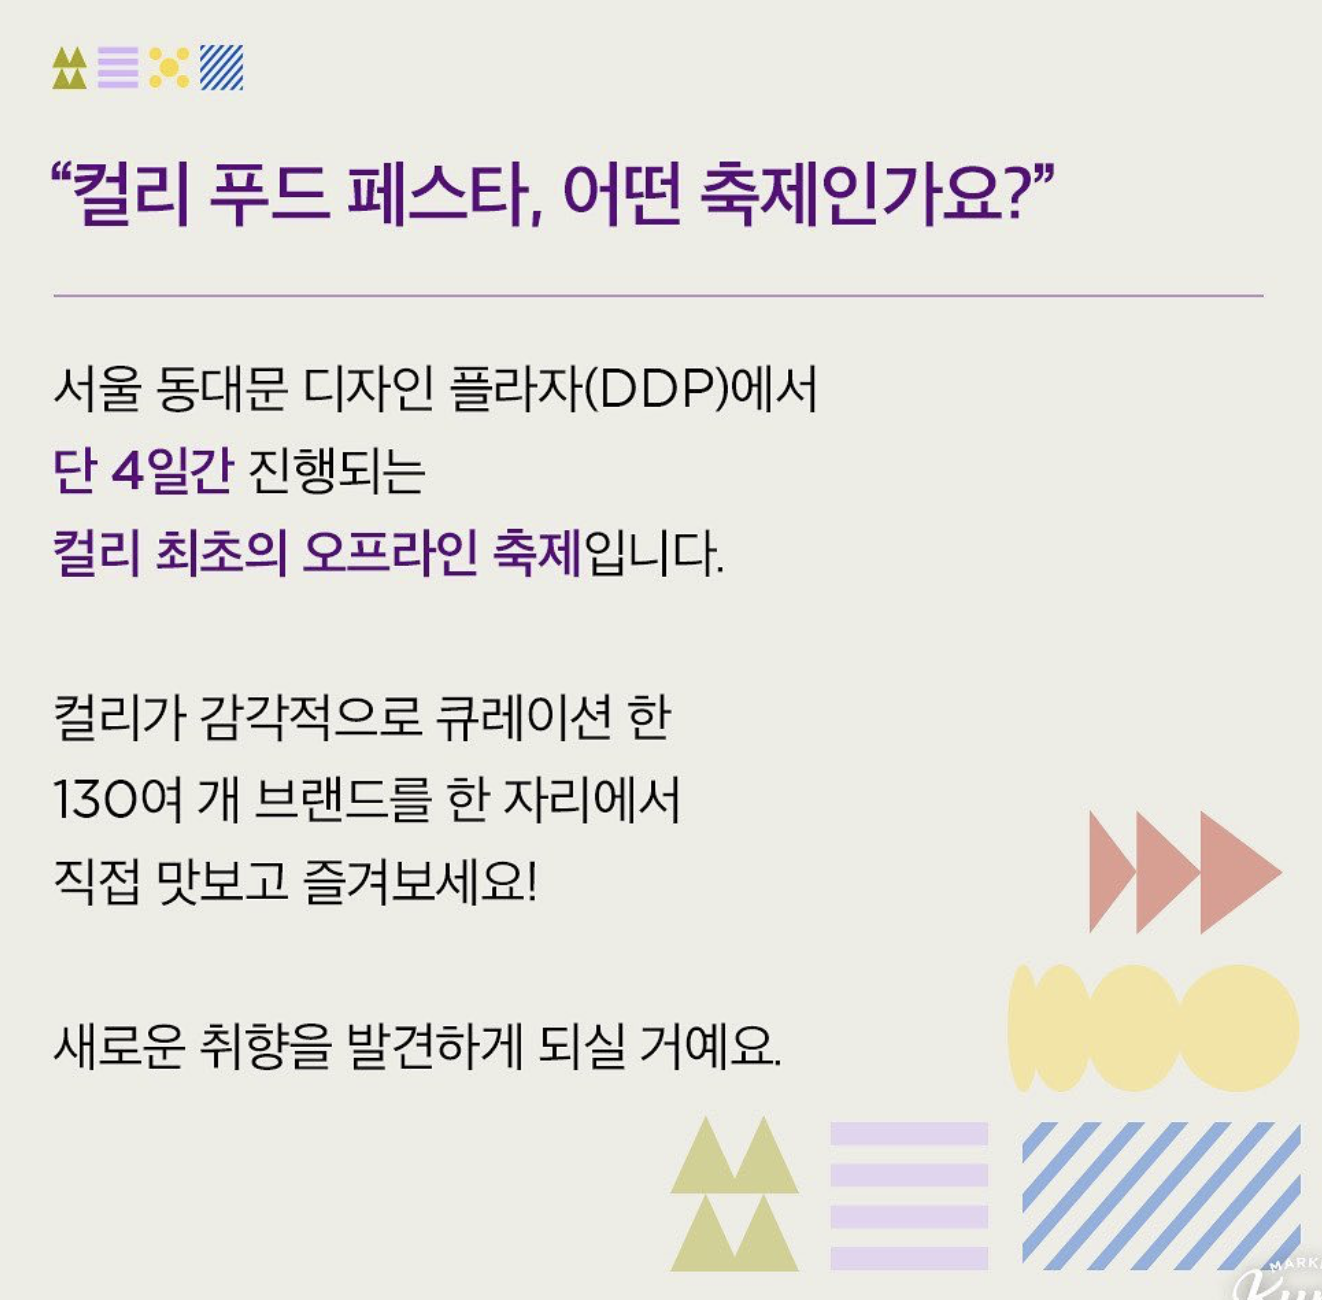 “컬리 푸드 페스타, 어떤 축제인가요?”
서울 동대문 디자인 플라자(DDP)에서
단 4일간 진행되는
컬리 최초의 오프라인 축제입니다.
컬리가 감각적으로 큐레이션 한
130여 개 브랜드를 한 자리에서
직접 맛보고 즐겨보세요!
새로운 취향을 발견하게 되실 거예요.